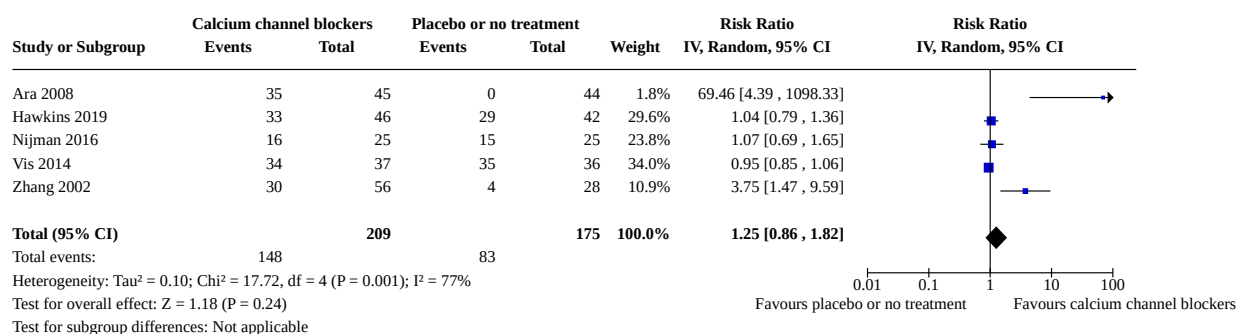 Calcium channel blockers Placebo or no treatment Risk Ratio Risk Ratio
Study or Subgroup Events Total Events Total Weight IV, Random, 95% CI IV, Random, 95% CI
Ara 2008 35 45 0 44 1.8% 69.46 [4.39 , 1098.33]
Hawkins 2019 33 46 29 42 29.6% 1.04 [0.79 , 1.36]
Nijman 2016 16 25 15 25 23.8% 1.07 [0.69 , 1.65]
Vis 2014 34 37 35 36 34.0% 0.95 [0.85 , 1.06]
Zhang 2002 30 56 4 28 10.9% 3.75 [1.47 , 9.59]
Total (95% CI) 209 175 100.0% 1.25 [0.86 , 1.82]
Total events: 148 83
Heterogeneity: Tau² = 0.10; Chi² = 17.72, df = 4 (P = 0.001); I² = 77%
0.01 0.1 1 10 100
Test for overall effect: Z = 1.18 (P = 0.24) Favours placebo or no treatment Favours calcium channel blockers
Test for subgroup differences: Not applicable